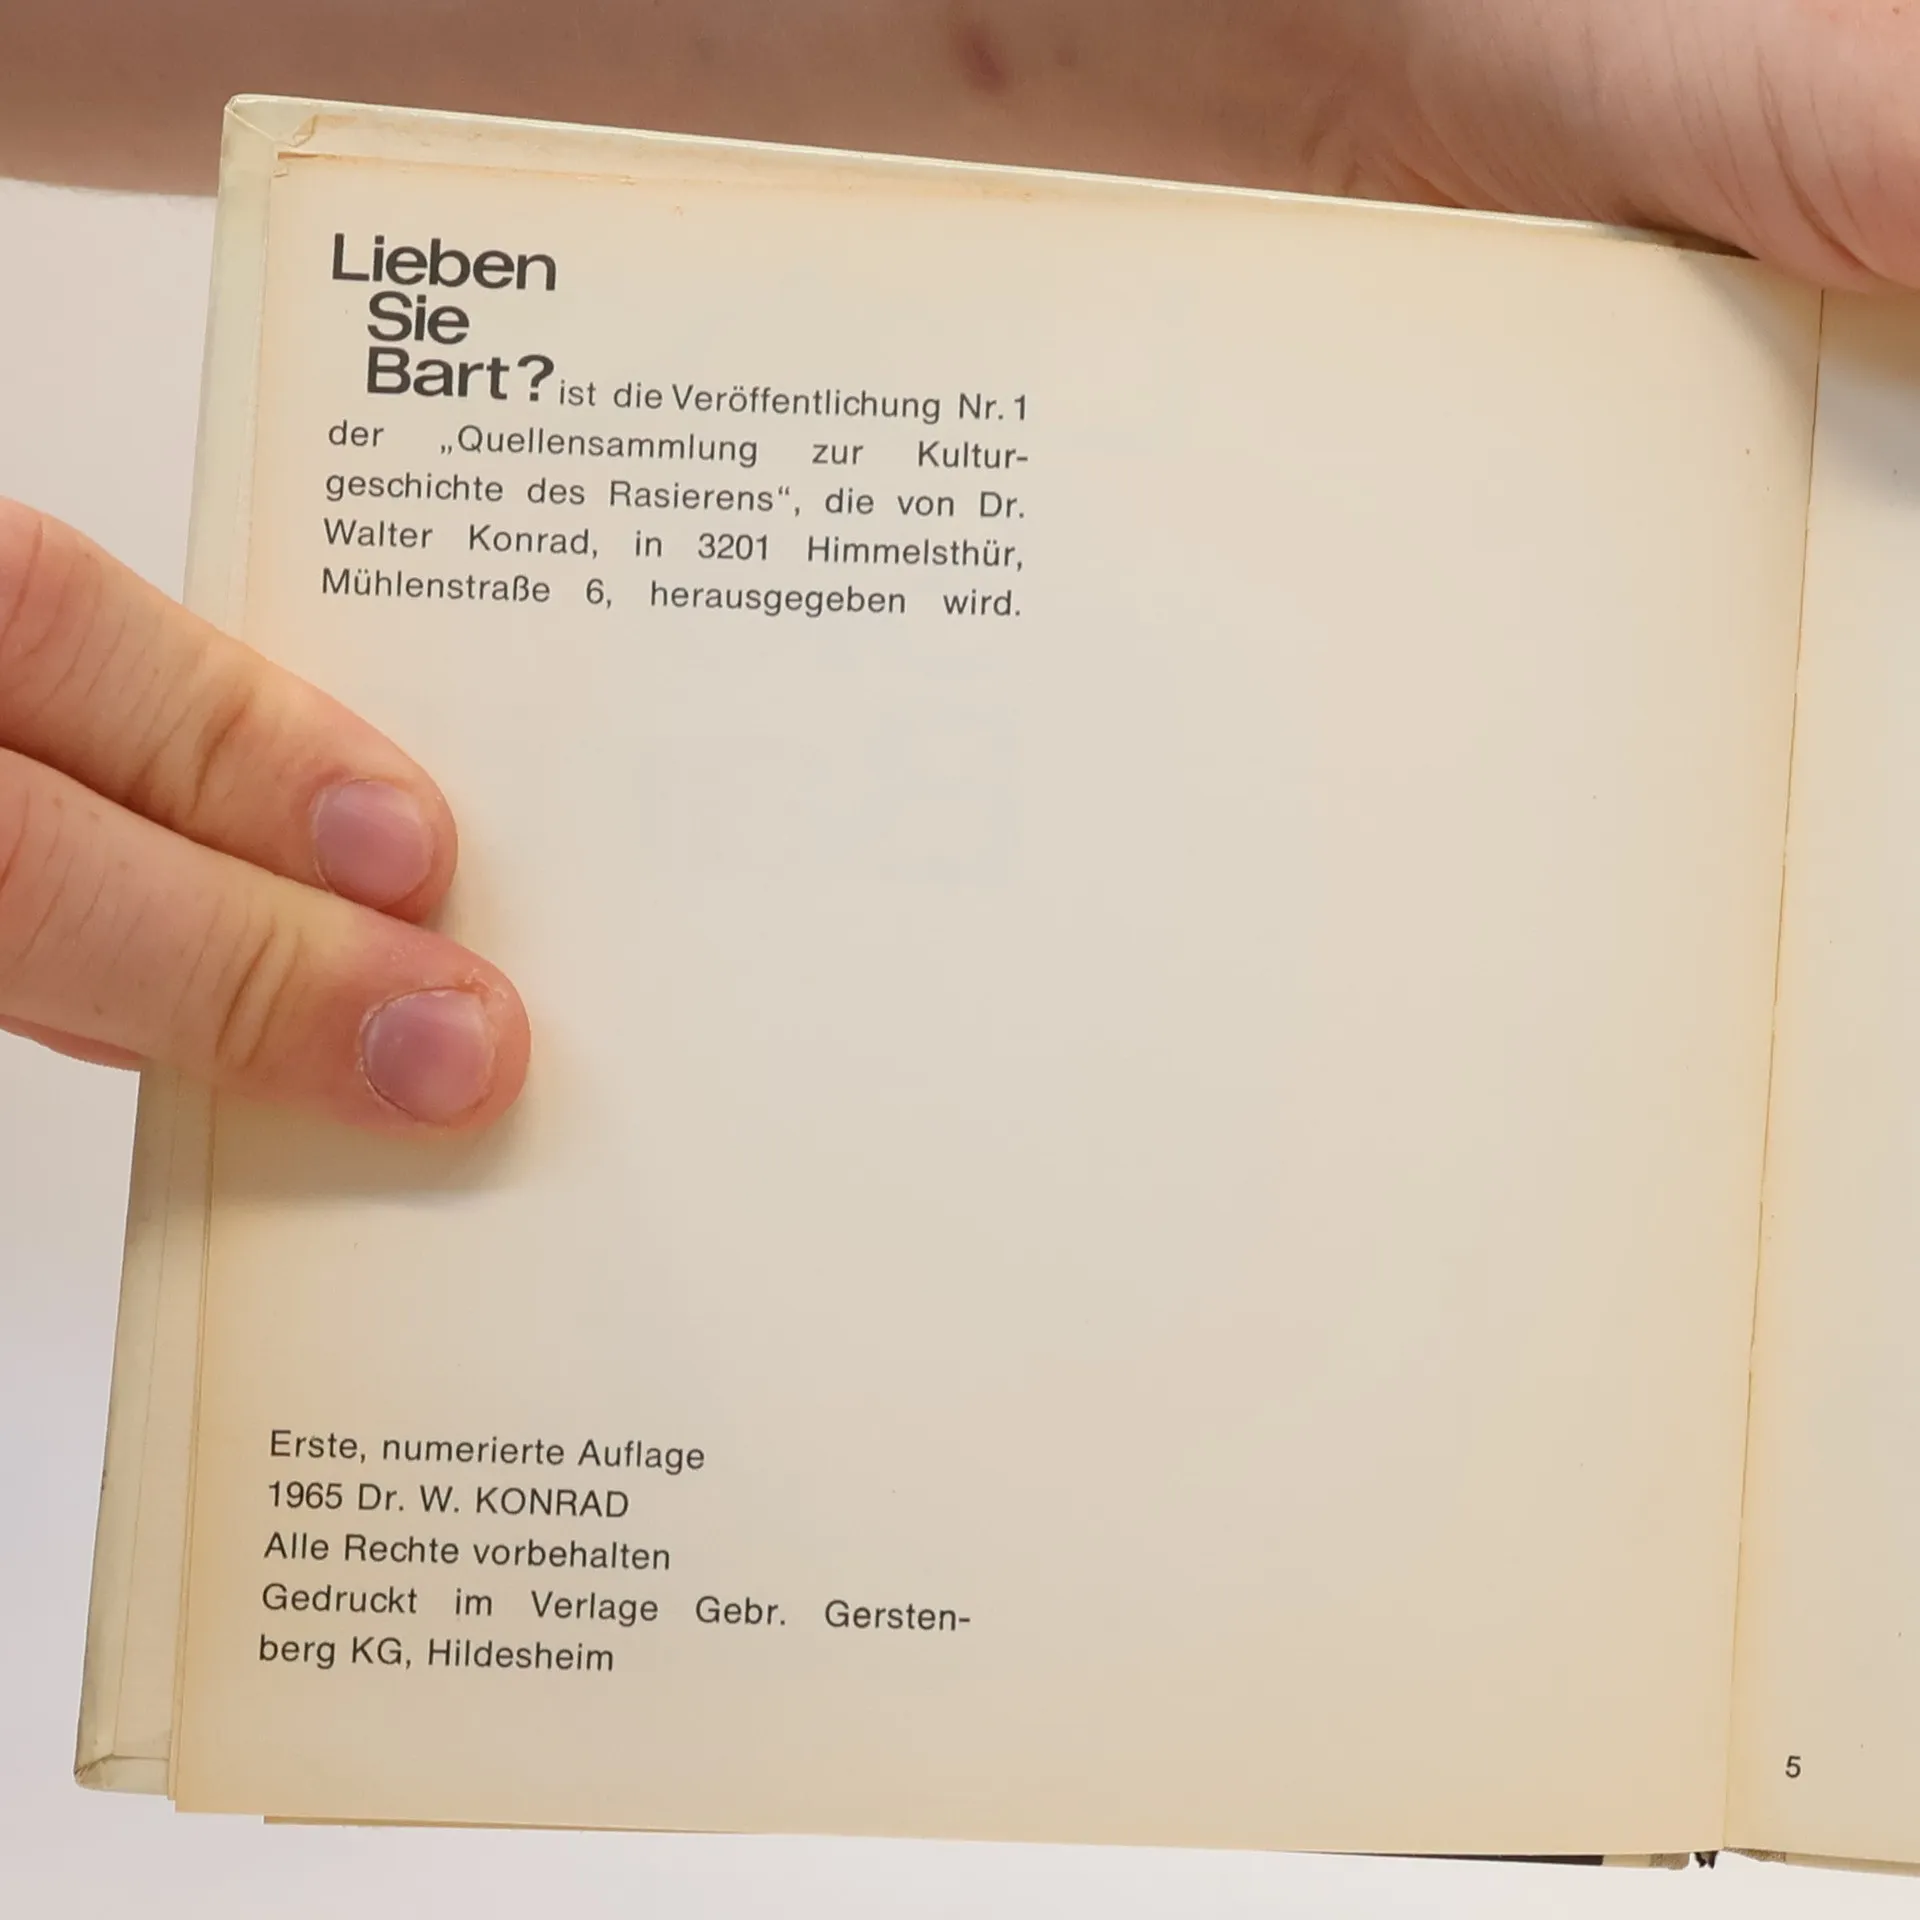 Lieben
Sie
Bart? ist die Veröffentlichung Nr. 1
der „Quellensammlung zur Kultur-
geschichte des Rasierens“, die von Dr.
Walter Konrad, in 3201 Himmelsthür,
Mühlenstraße 6, herausgegeben wird.
Erste, numerierte Auflage
1965 Dr. W. KONRAD
Alle Rechte vorbehalten
Gedruckt im Verlage Gebr. Gersten-
berg KG, Hildesheim
5